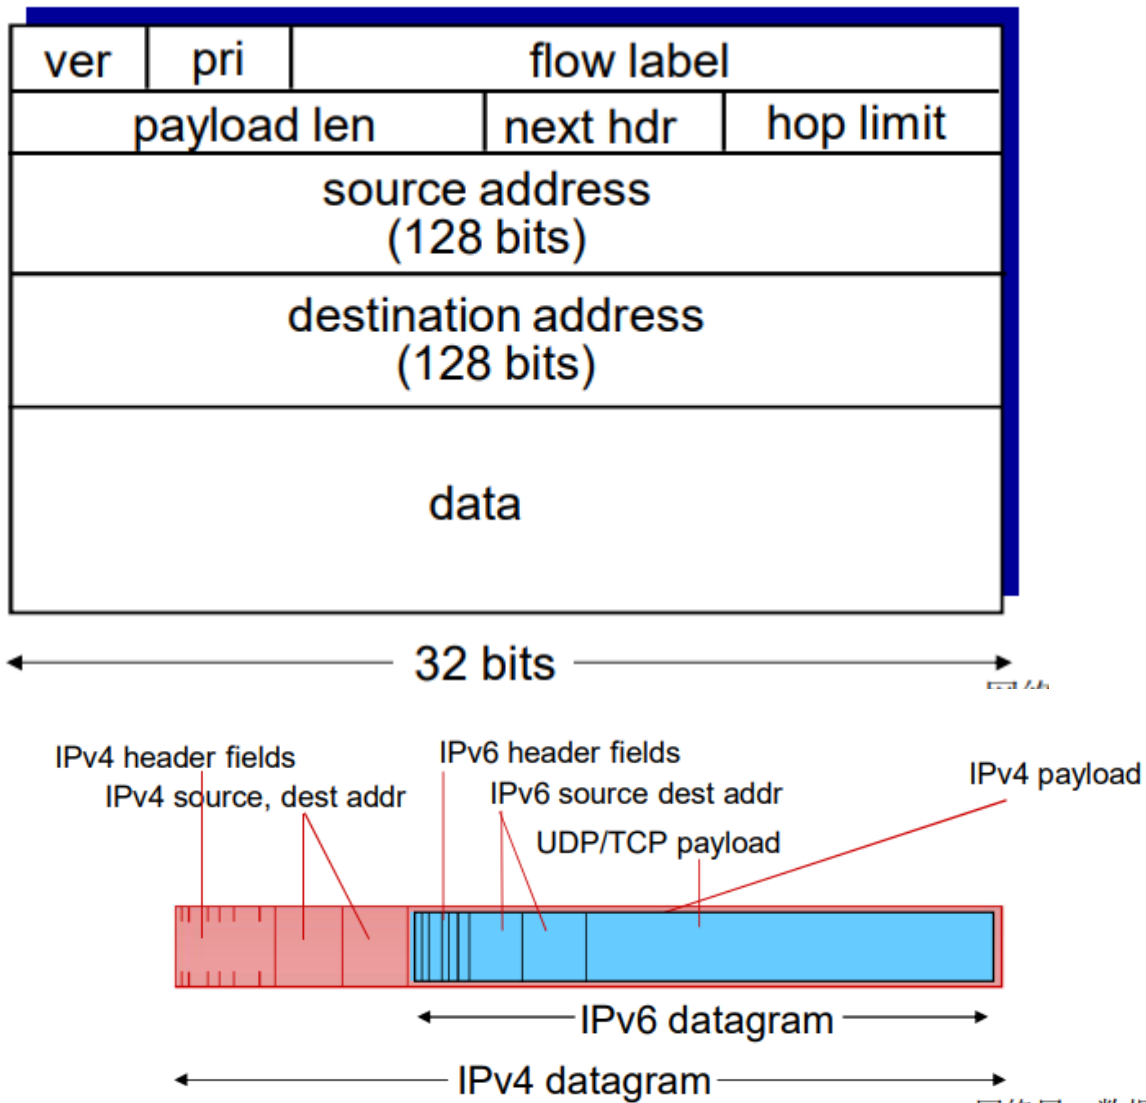 ver pri flow label
payload len next hdr hop limit
source address
(128 bits)
destination address
(128 bits)
data
32 bits
IPv4 header fields IPv6 header fields
IPv4 payload
IPv4 source, dest addr IPv6 source dest addr
UDP/TCP payload
IPv6 datagram
IPv4 datagram